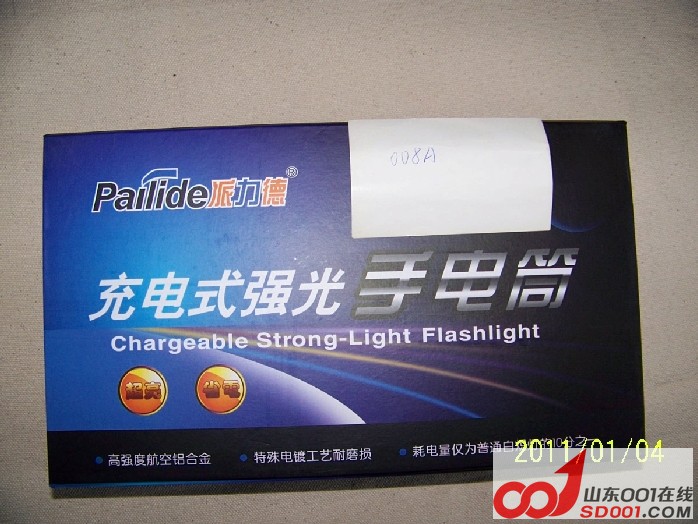 008A
Pailide派力德®
充电式强光手电筒
Chargeable Strong-Light Flashlight
超亮 省电
• 高强度航空铝合金 • 特殊电镀工艺耐磨损 • 耗电量仅为普通白
2011/01/04
001 山东001在线
SD001.COM